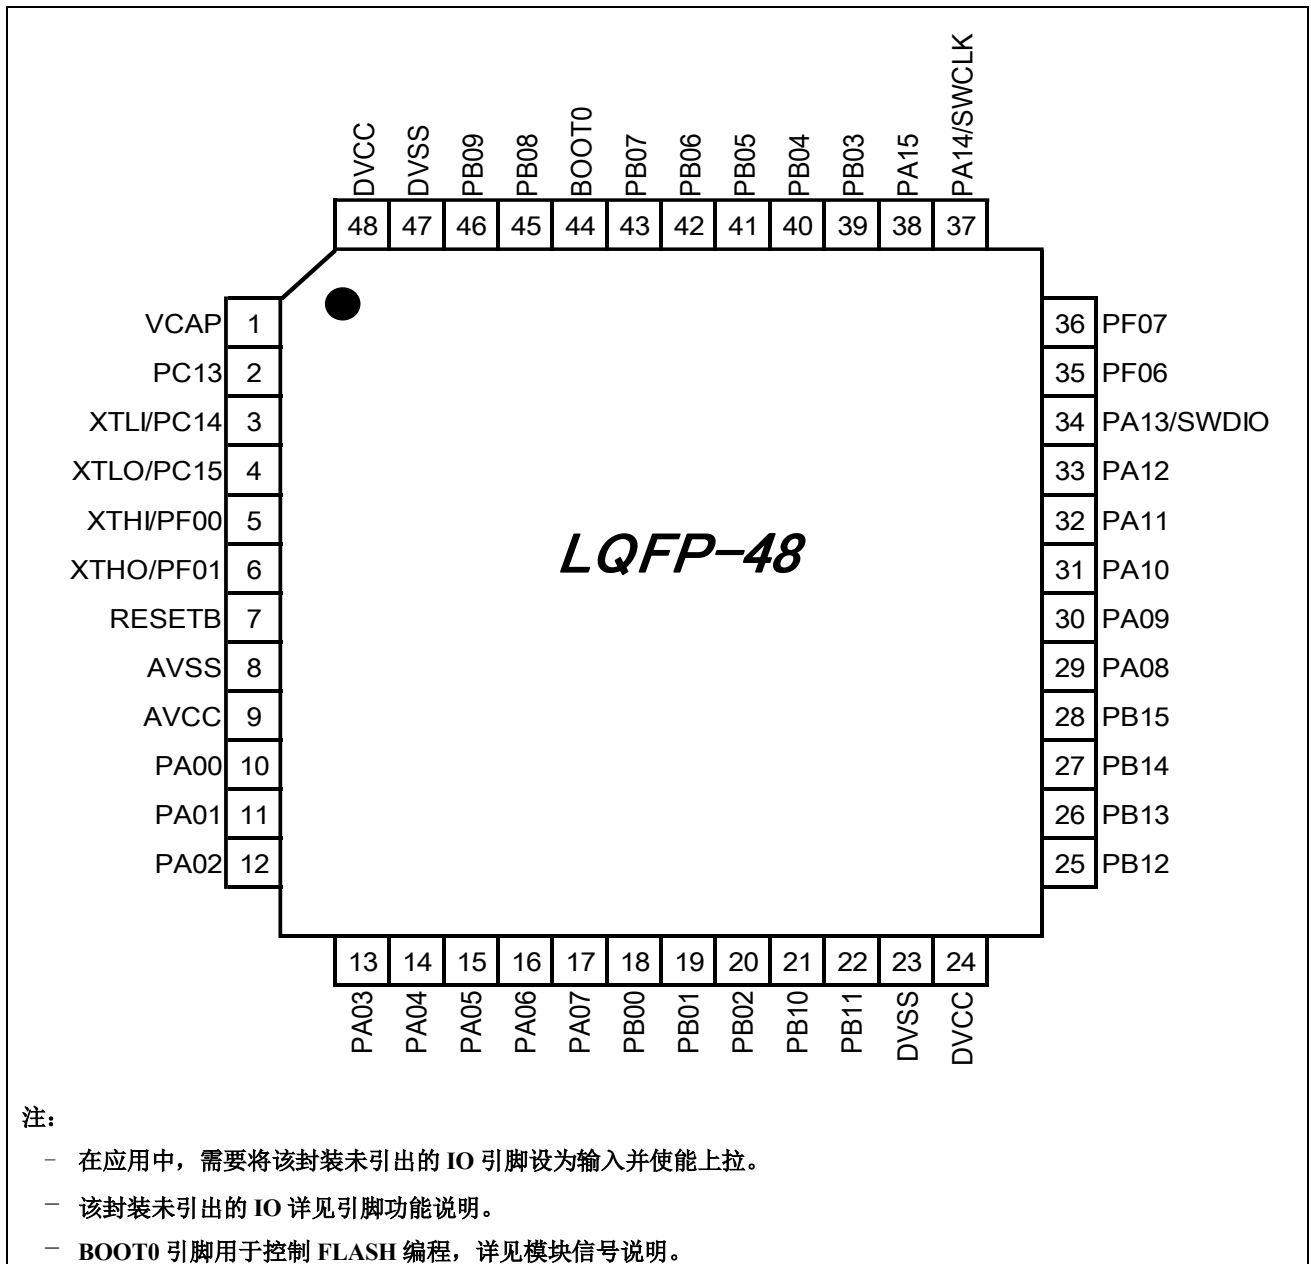 DVCC DVSS PB09 PB08 BOOT0 PB07 PB06 PB05 PB04 PB03 PA15 PA14/SWCLK
48 47 46 45 44 43 42 41 40 39 38 37
VCAP 1 36 PF07
PC13 2 35 PF06
XTLI/PC14 3 34 PA13/SWDIO
XTLO/PC15 4 33 PA12
XTHI/PF00 5 32 PA11
XTHO/PF01 6 31 PA10
RESETB 7 30 PA09
AVSS 8 29 PA08
AVCC 9 28 PB15
PA00 10 27 PB14
PA01 11 26 PB13
PA02 12 25 PB12
LQFP-48
13 14 15 16 17 18 19 20 21 22 23 24
PA03 PA04 PA05 PA06 PA07 PB00 PB01 PB02 PB10 PB11 DVSS DVCC
注：
－ 在应用中，需要将该封装未引出的 IO 引脚设为输入并使能上拉。
－ 该封装未引出的 IO 详见引脚功能说明。
－ BOOT0 引脚用于控制 FLASH 编程，详见模块信号说明。